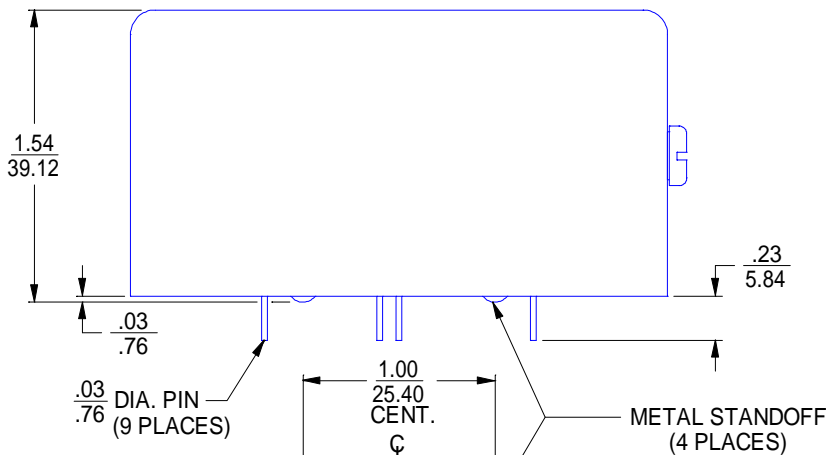 1.54
39.12
.23
5.84
.03
.76
.03
.76 DIA. PIN
(9 PLACES)
1.00
25.40
CENT.
℄
METAL STANDOFF
(4 PLACES)